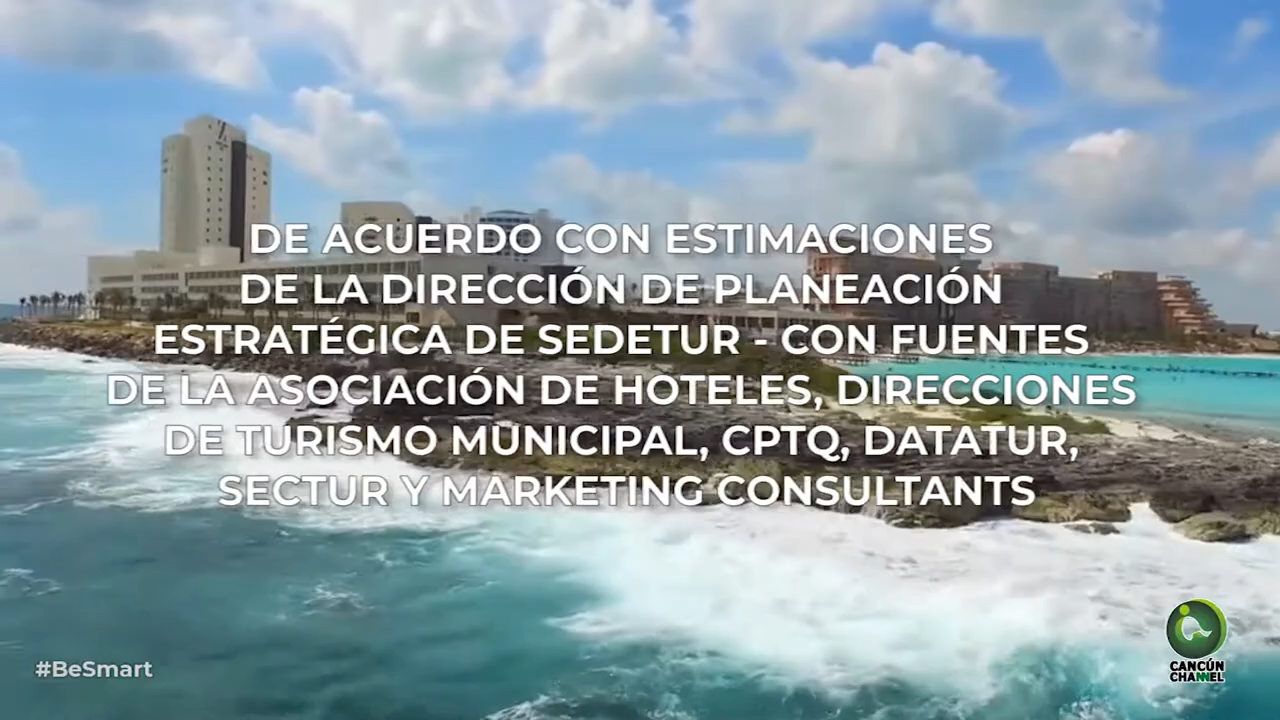 DE ACUERDO CON ESTIMACIONES
DE LA DIRECCIÓN DE PLANEACIÓN
ESTRATÉGICA DE SEDETUR - CON FUENTES
DE LA ASOCIACIÓN DE HOTELES, DIRECCIONES
DE TURISMO MUNICIPAL, CPTQ, DATATUR,
SECTUR Y MARKETING CONSULTANTS
#BeSmart
CANCÚN
CHANNEL